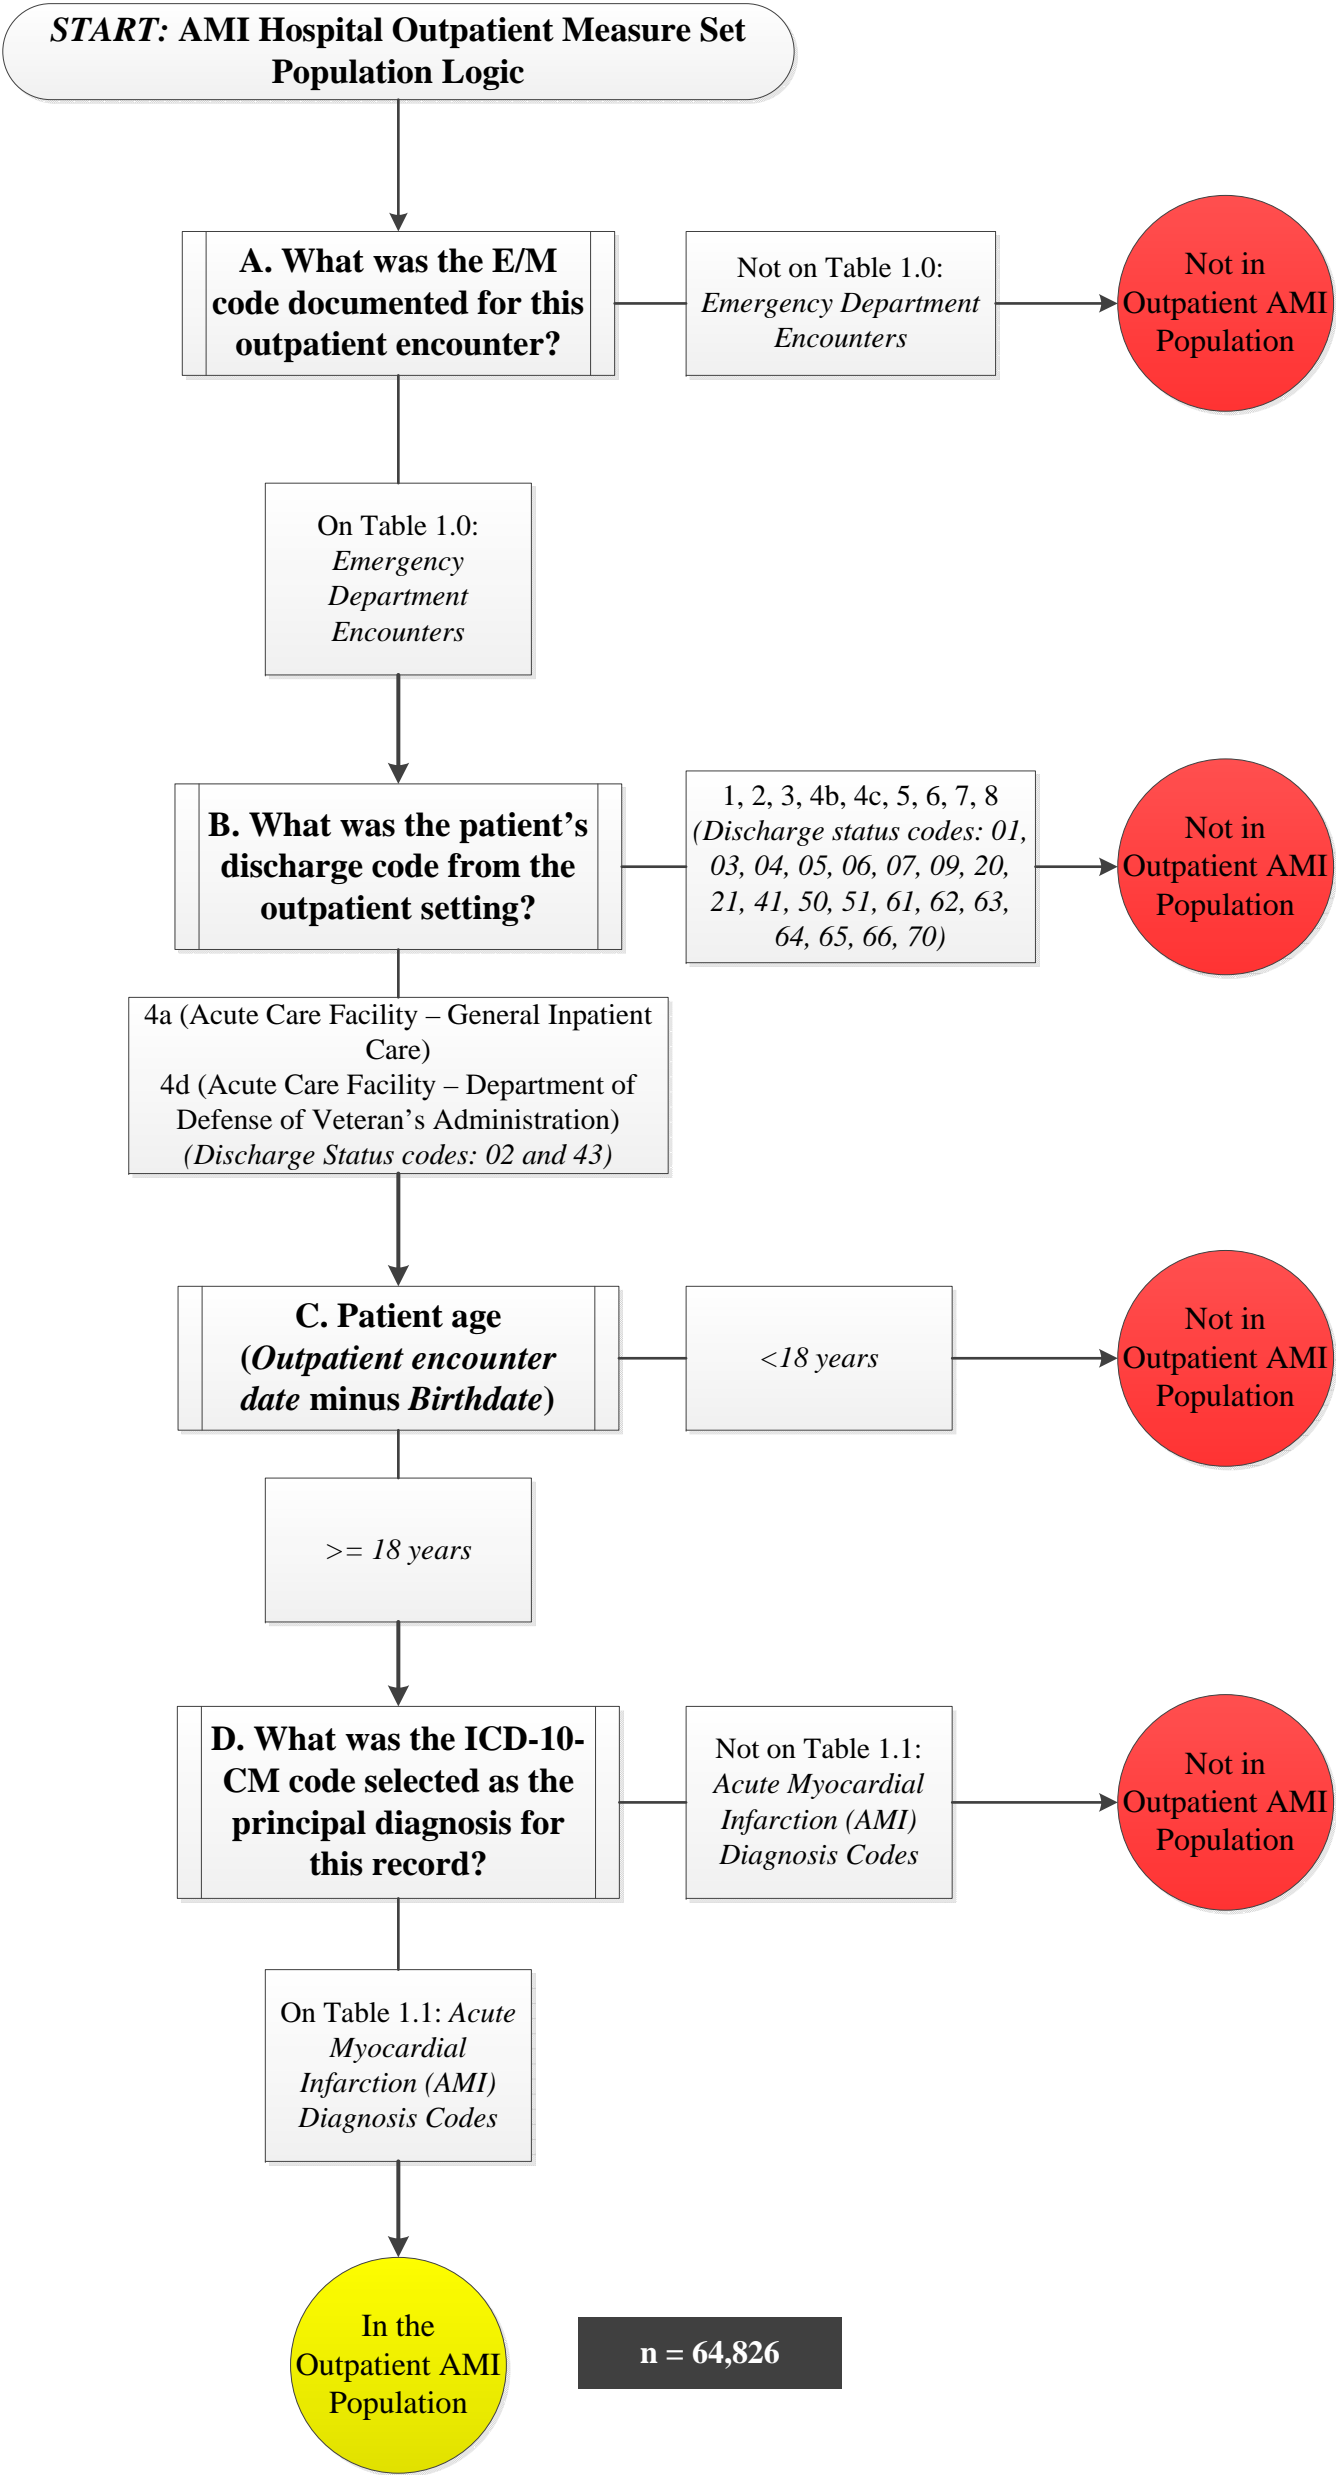 START: AMI Hospital Outpatient Measure Set
Population Logic
A. What was the E/M
code documented for this
outpatient encounter?
Not on Table 1.0:
Emergency Department
Encounters
Not in
Outpatient AMI
Population
On Table 1.0:
Emergency
Department
Encounters
B. What was the patient’s
discharge code from the
outpatient setting?
1, 2, 3, 4b, 4c, 5, 6, 7, 8
(Discharge status codes: 01,
03, 04, 05, 06, 07, 09, 20,
21, 41, 50, 51, 61, 62, 63,
64, 65, 66, 70)
Not in
Outpatient AMI
Population
4a (Acute Care Facility – General Inpatient
Care)
4d (Acute Care Facility – Department of
Defense of Veteran’s Administration)
(Discharge Status codes: 02 and 43)
C. Patient age
(Outpatient encounter
date minus Birthdate)
<18 years
Not in
Outpatient AMI
Population
>= 18 years
D. What was the ICD-10-
CM code selected as the
principal diagnosis for
this record?
Not on Table 1.1:
Acute Myocardial
Infarction (AMI)
Diagnosis Codes
Not in
Outpatient AMI
Population
On Table 1.1: Acute
Myocardial
Infarction (AMI)
Diagnosis Codes
In the
Outpatient AMI
Population
n = 64,826